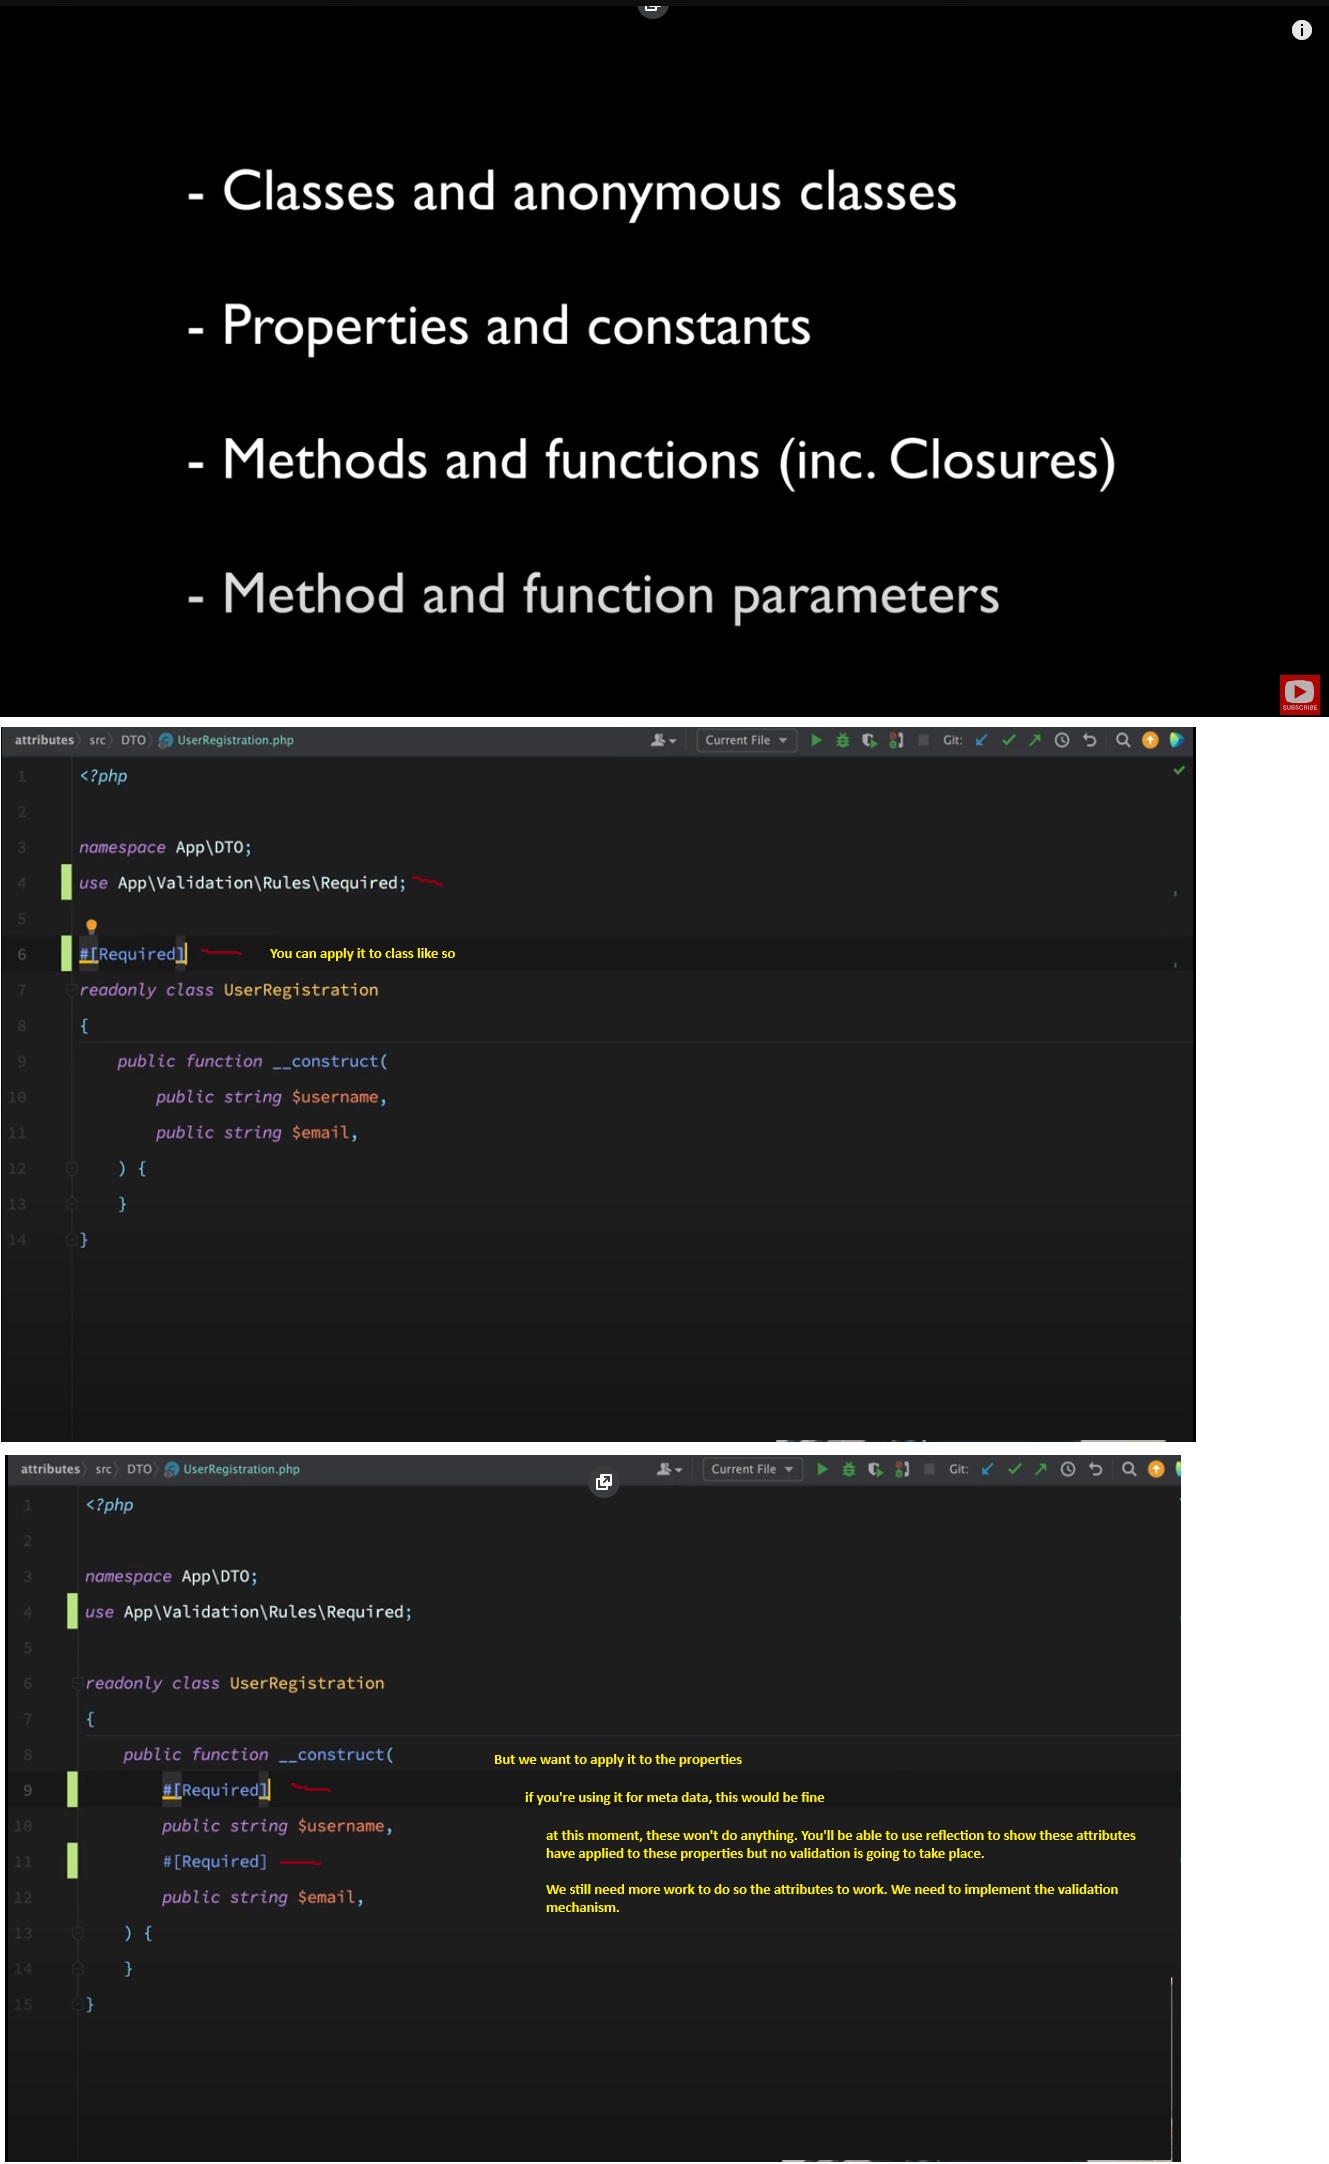 - Classes and anonymous classes
- Properties and constants
- Methods and functions (inc. Closures)
- Method and function parameters
SUBSCRIBE
attributes src DTO UserRegistration.php Current File Git:
1 <?php
2
3 namespace App\DTO;
4 use App\Validation\Rules\Required;
5
6 #[Required] You can apply it to class like so
7 readonly class UserRegistration
8 {
9 public function __construct(
10 public string $username,
11 public string $email,
12 ) {
13 }
14 }
attributes src DTO UserRegistration.php Current File Git:
1 <?php
2
3 namespace App\DTO;
4 use App\Validation\Rules\Required;
5
6 readonly class UserRegistration
7 {
8 public function __construct(
But we want to apply it to the properties
9 #[Required]
if you're using it for meta data, this would be fine
10 public string $username,
at this moment, these won't do anything. You'll be able to use reflection to show these attributes
have applied to these properties but no validation is going to take place.
11 #[Required]
12 public string $email,
We still need more work to do so the attributes to work. We need to implement the validation
mechanism.
13 ) {
14 }
15 }